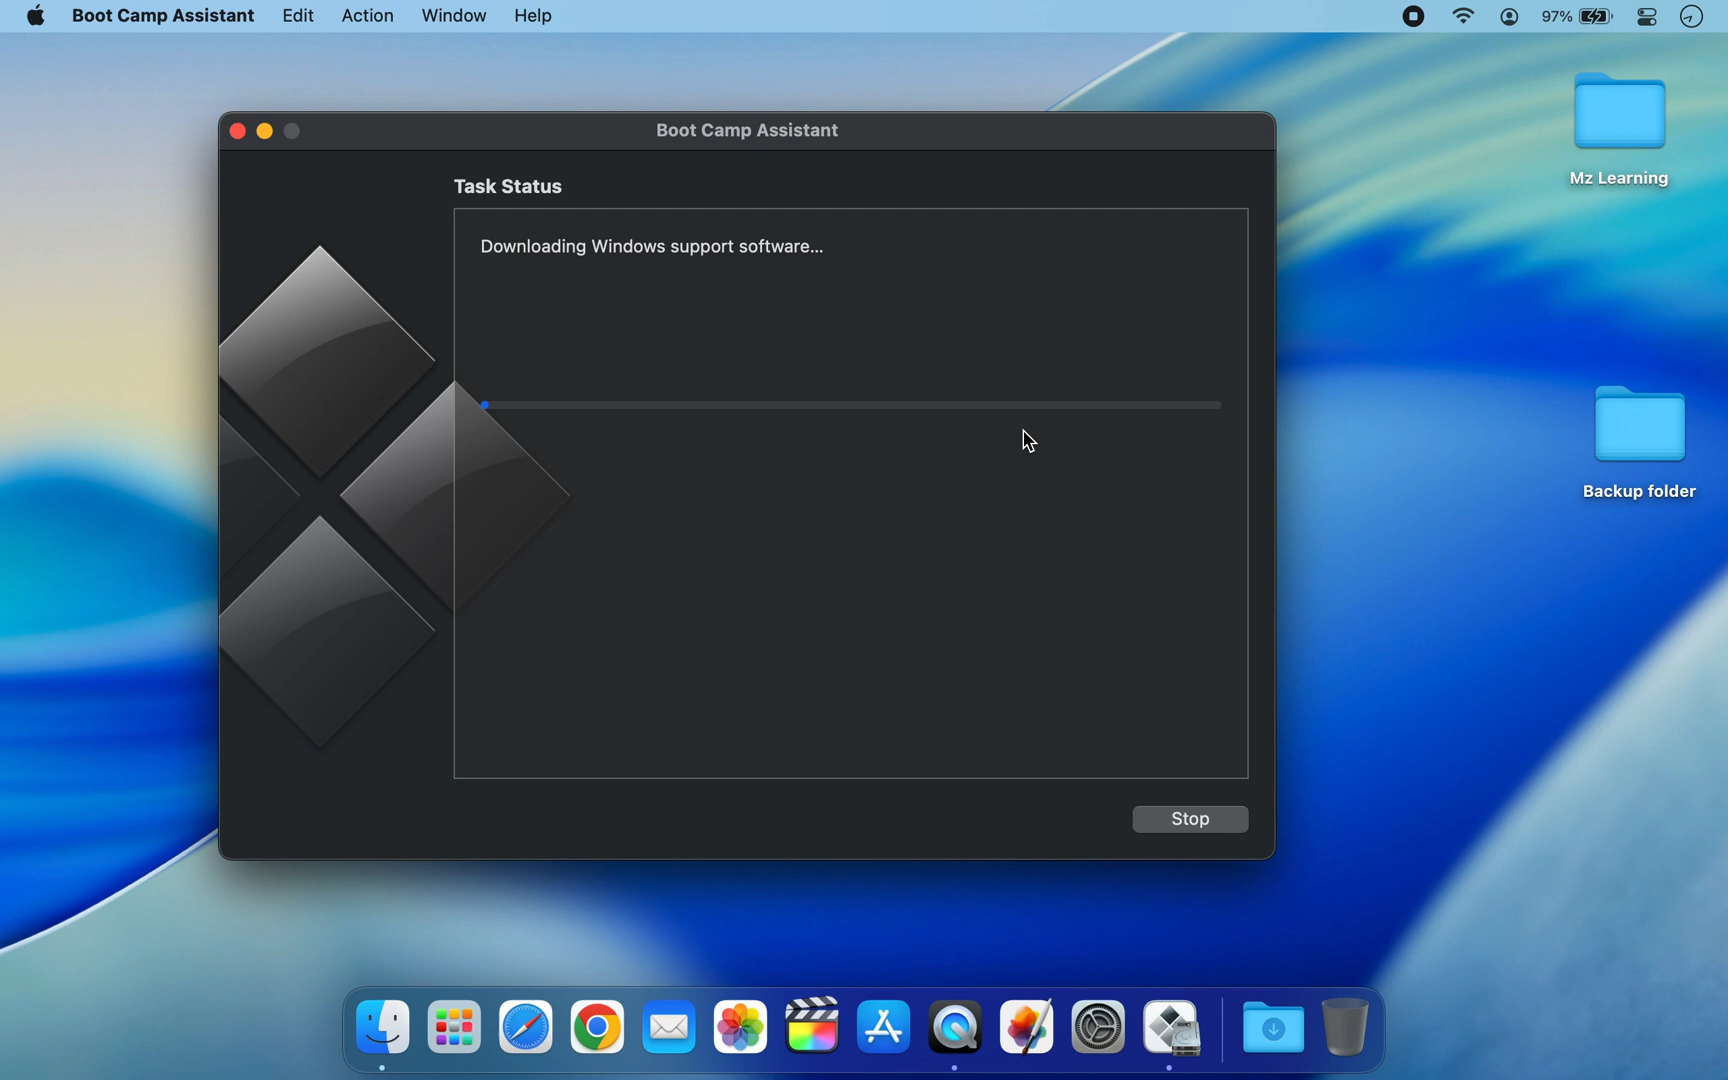 Boot Camp Assistant Edit Action Window Help 97%
Mz Learning
Boot Camp Assistant
Task Status
Downloading Windows support software...
Backup folder
Stop